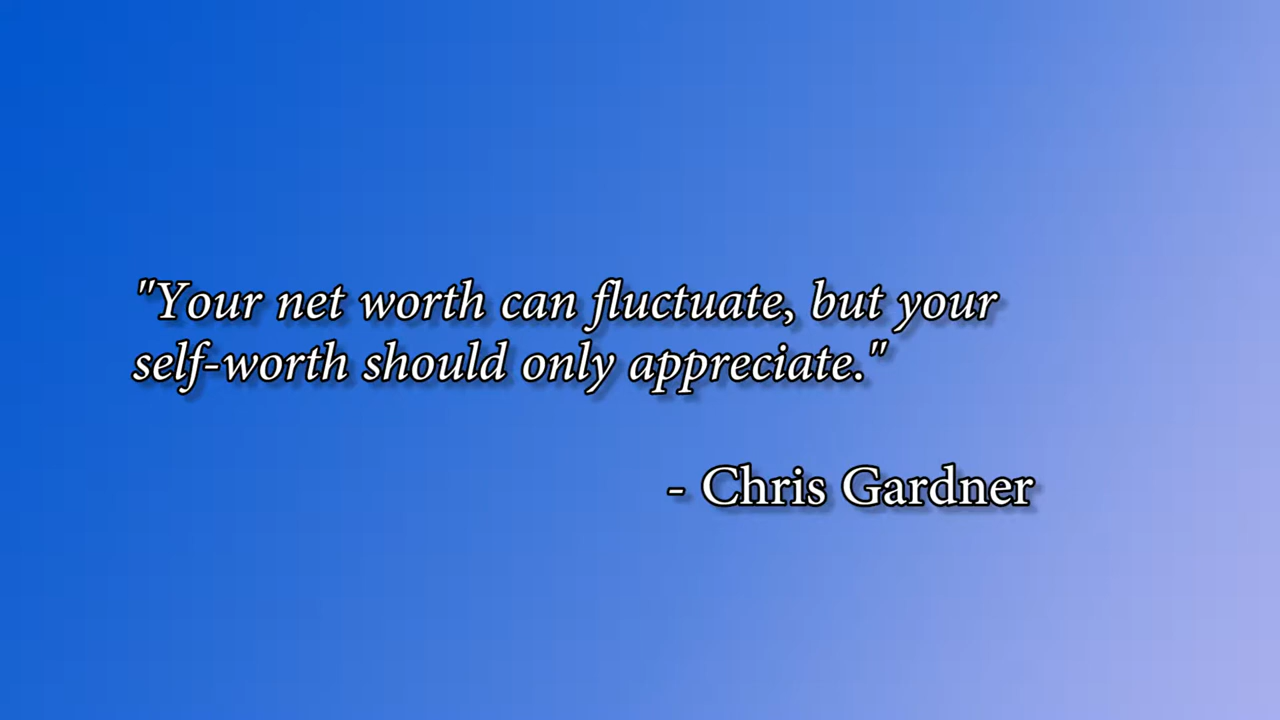 "Your net worth can fluctuate, but your
self-worth should only appreciate."
- Chris Gardner